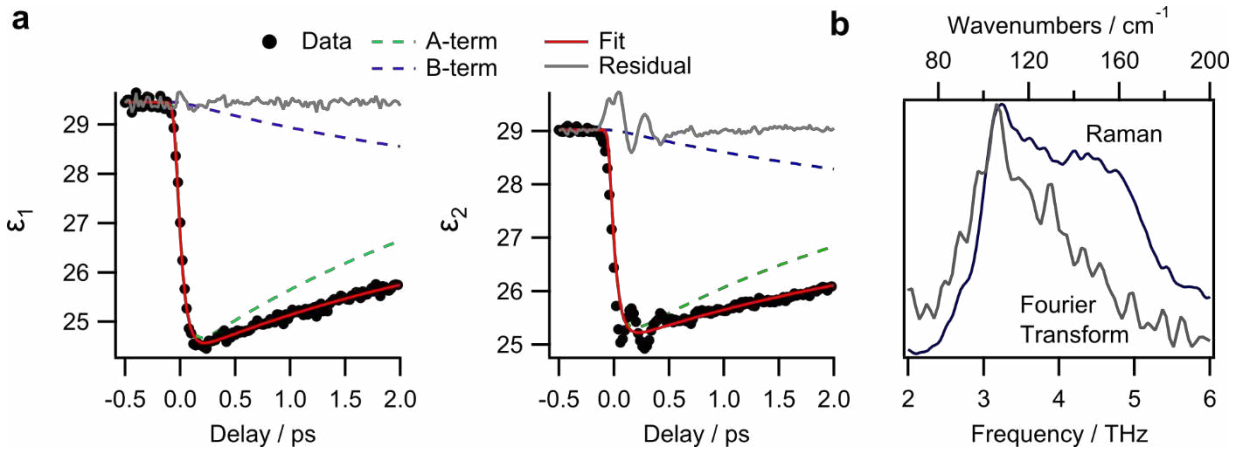 a
Data
A-term
B-term
Fit
Residual
ε1
29
28
27
26
25
-0.5
0.0
0.5
1.0
1.5
2.0
Delay / ps
ε2
29
28
27
26
25
-0.5
0.0
0.5
1.0
1.5
2.0
Delay / ps
b
Wavenumbers / cm-1
80
120
160
200
Raman
Fourier
Transform
2
3
4
5
6
Frequency / THz